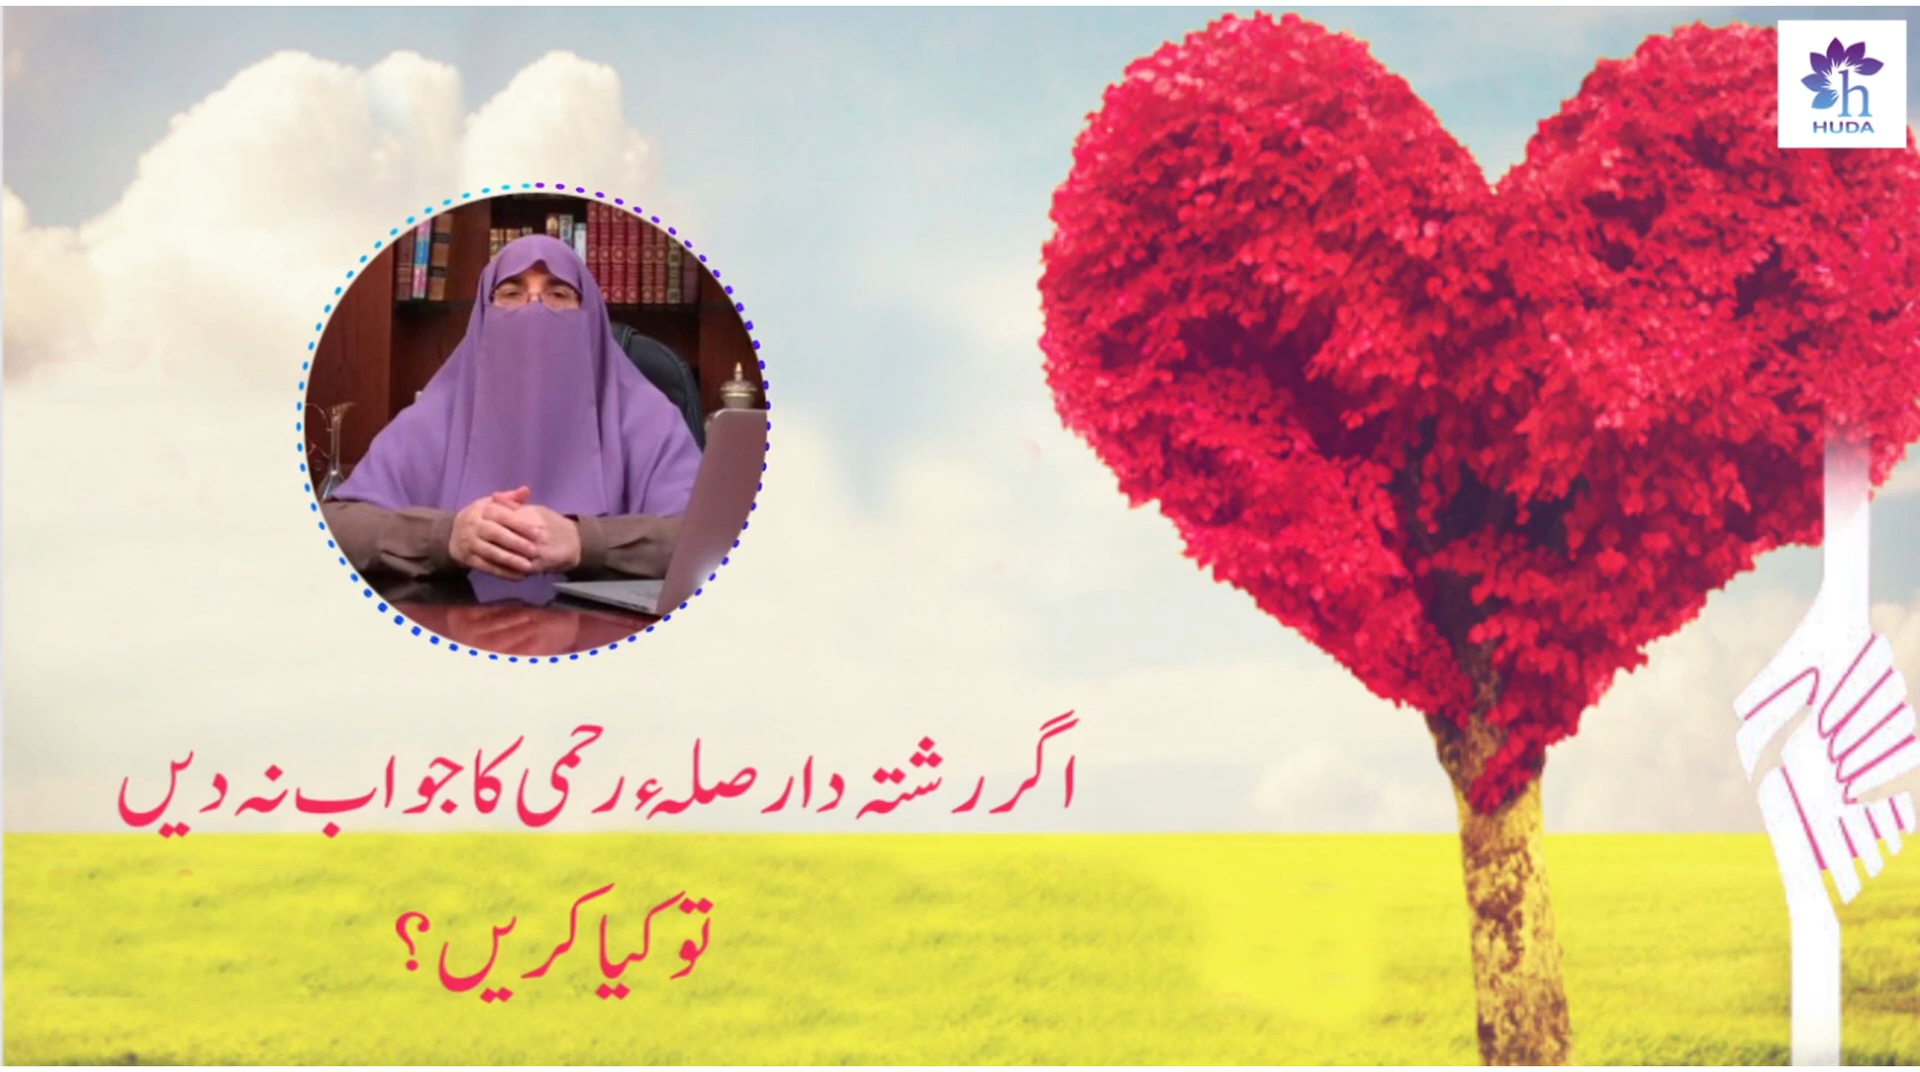 h
HUDA
اگر رشتہ دار صلہء رحمی کا جواب نہ دیں
تو کیا کریں؟